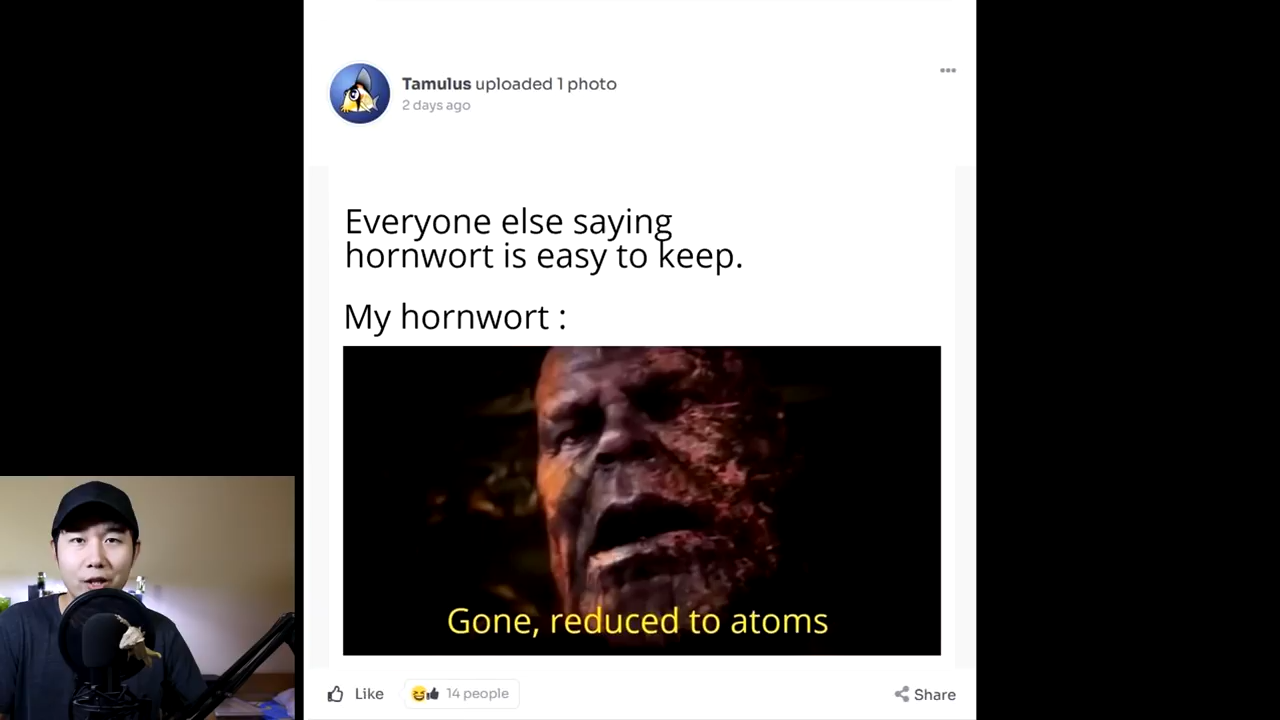 Tamulus uploaded 1 photo
2 days ago
Everyone else saying
hornwort is easy to keep.
My hornwort :
Gone, reduced to atoms
Like
14 people
Share